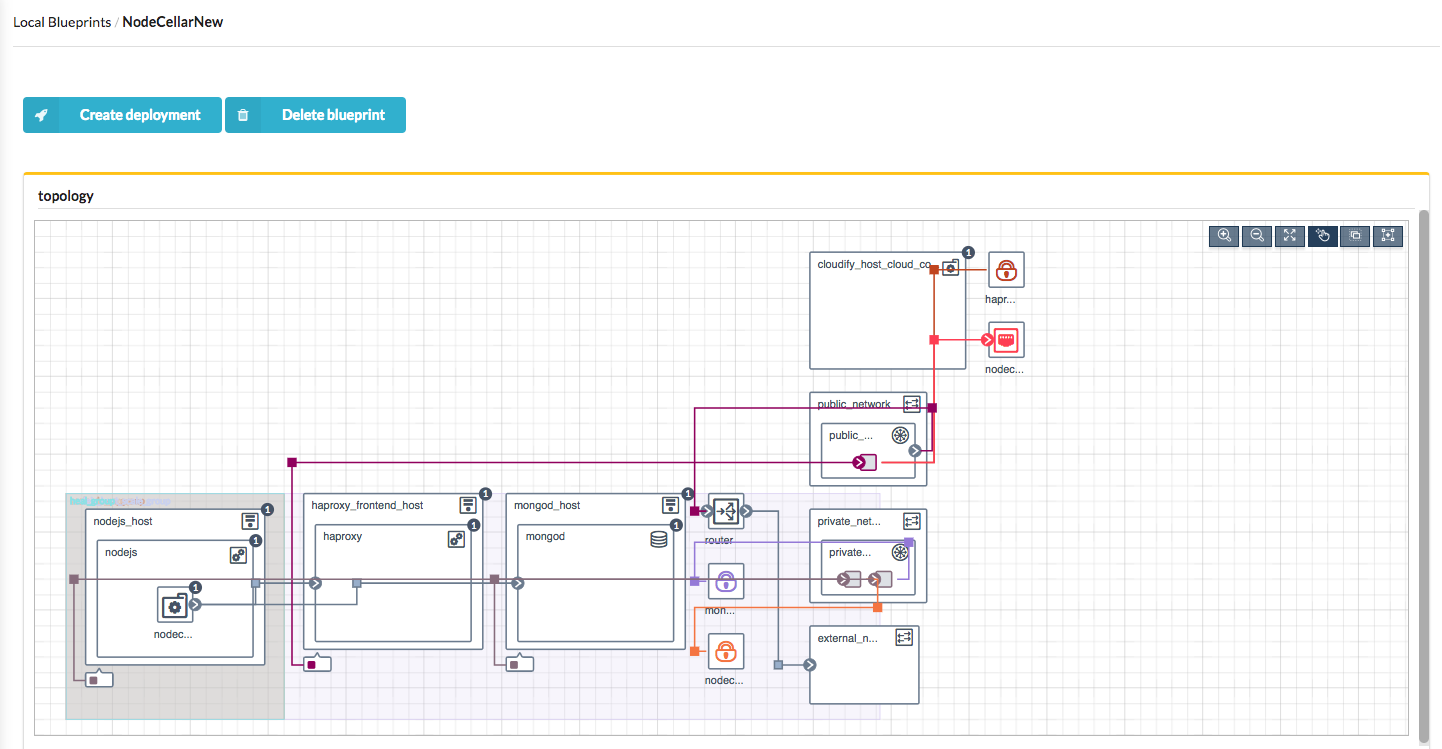 Local Blueprints / NodeCellarNew
Create deployment
Delete blueprint
topology
cloudify_host_cloud_co
1
hapr...
nodec...
public_network
public_...
nodejs_host
1
nodejs
1
1
nodec...
haproxy_frontend_host
1
haproxy
1
mongod_host
1
mongod
1
router
mon...
nodec...
private_net...
private...
external_n...